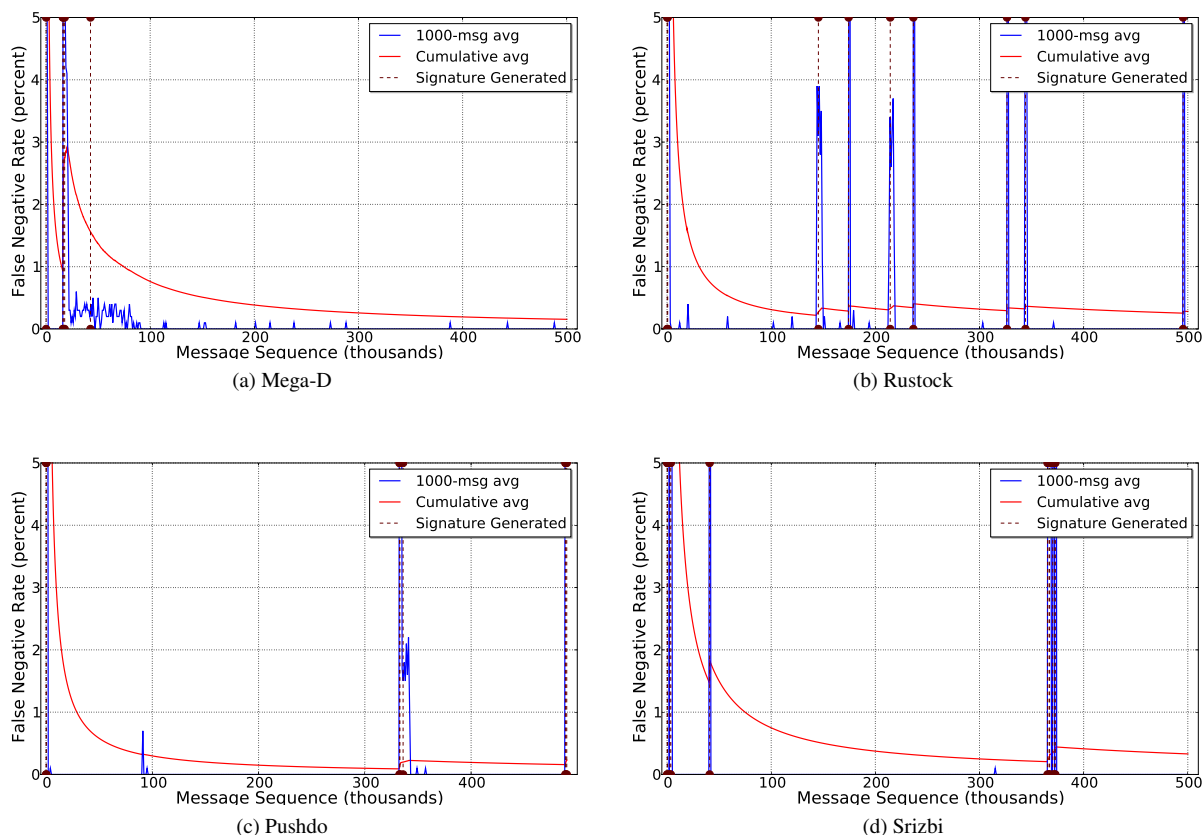 False Negative Rate (percent)
5
4
3
2
1
0
1000-msg avg
Cumulative avg
Signature Generated
0 100 200 300 400 500
Message Sequence (thousands)
(a) Mega-D
False Negative Rate (percent)
5
4
3
2
1
0
1000-msg avg
Cumulative avg
Signature Generated
0 100 200 300 400 500
Message Sequence (thousands)
(b) Rustock
False Negative Rate (percent)
5
4
3
2
1
0
1000-msg avg
Cumulative avg
Signature Generated
0 100 200 300 400
Message Sequence (thousands)
(c) Pushdo
False Negative Rate (percent)
5
4
3
2
1
0
1000-msg avg
Cumulative avg
Signature Generated
0 100 200 300 400 500
Message Sequence (thousands)
(d) Srizbi